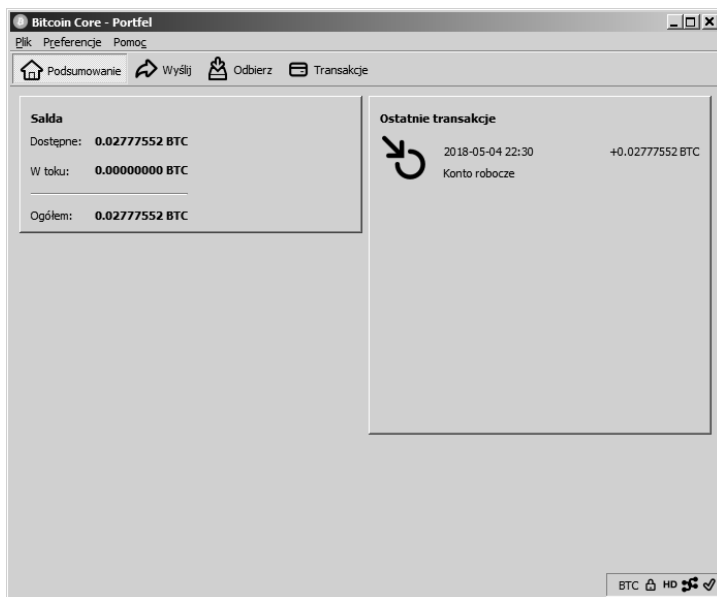 Bitcoin Core - Portfel
Plik Preferencje Pomoc
Podsumowanie Wyślij Odbierz Transakcje
Salda
Dostępne: 0.02777552 BTC
W toku: 0.00000000 BTC
Ogółem: 0.02777552 BTC
Ostatnie transakcje
2018-05-04 22:30 +0.02777552 BTC
Konto robocze
BTC HD